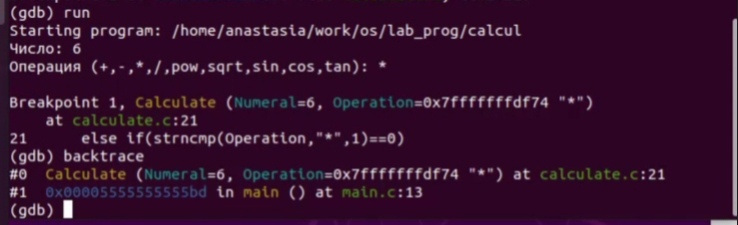 (gdb) run
Starting program: /home/anastasia/work/os/lab_prog/calcul
Число: 6
Операция (+,-,*,/,pow,sqrt,sin,cos,tan): *
Breakpoint 1, Calculate (Numeral=6, Operation=0x7fffffffdf74 "*")
    at calculate.c:21
21      else if(strncmp(Operation,"*",1)==0)
(gdb) backtrace
#0  Calculate (Numeral=6, Operation=0x7fffffffdf74 "*") at calculate.c:21
#1  0x00005555555555bd in main () at main.c:13
(gdb)